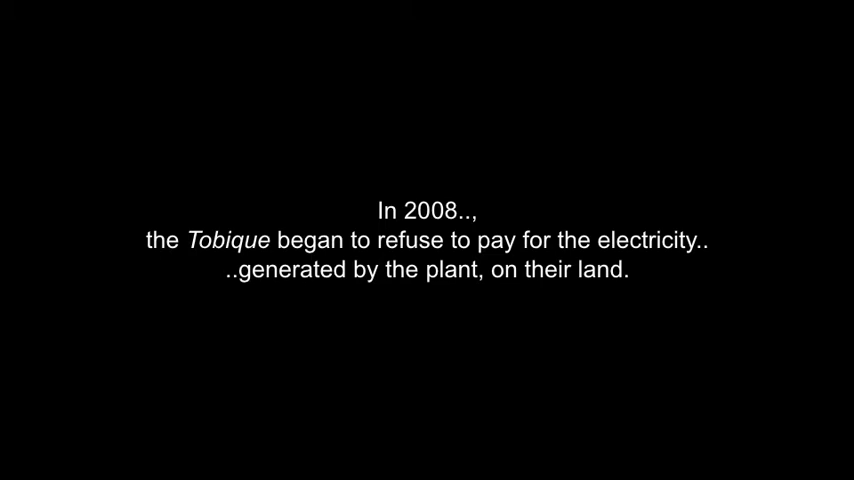 In 2008..,
the Tobique began to refuse to pay for the electricity..
..generated by the plant, on their land.